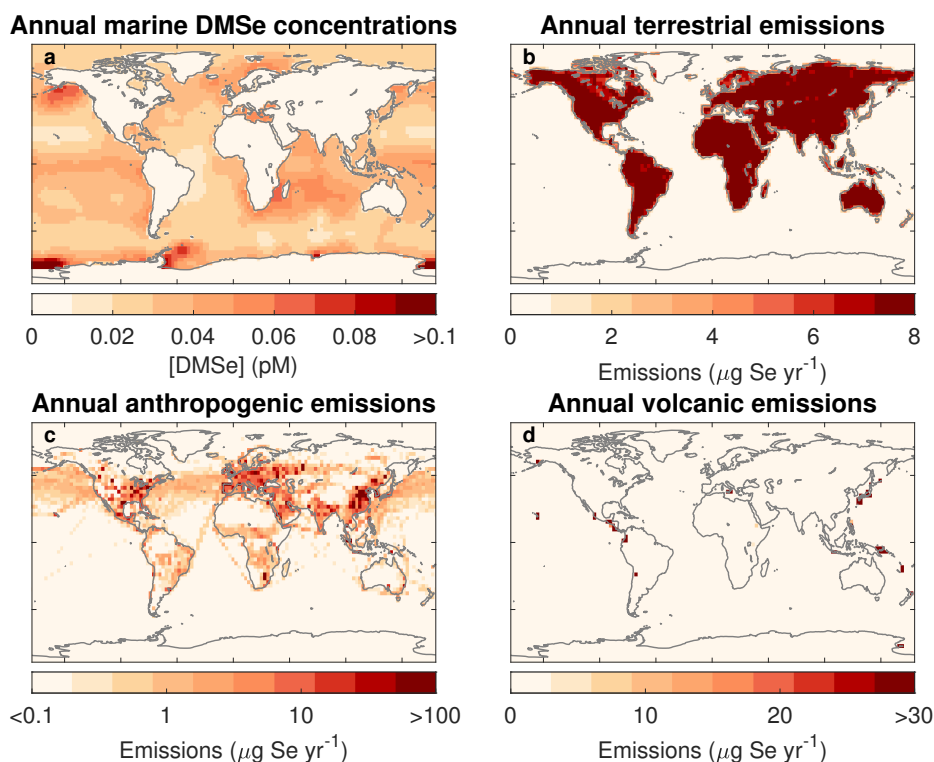 Annual marine DMSe concentrations
a
0 0.02 0.04 0.06 0.08 >0.1
[DMSe] (pM)
Annual terrestrial emissions
b
0 2 4 6 8
Emissions (μg Se yr⁻¹)
Annual anthropogenic emissions
c
<0.1 1 10 >100
Emissions (μg Se yr⁻¹)
Annual volcanic emissions
d
0 10 20 >30
Emissions (μg Se yr⁻¹)